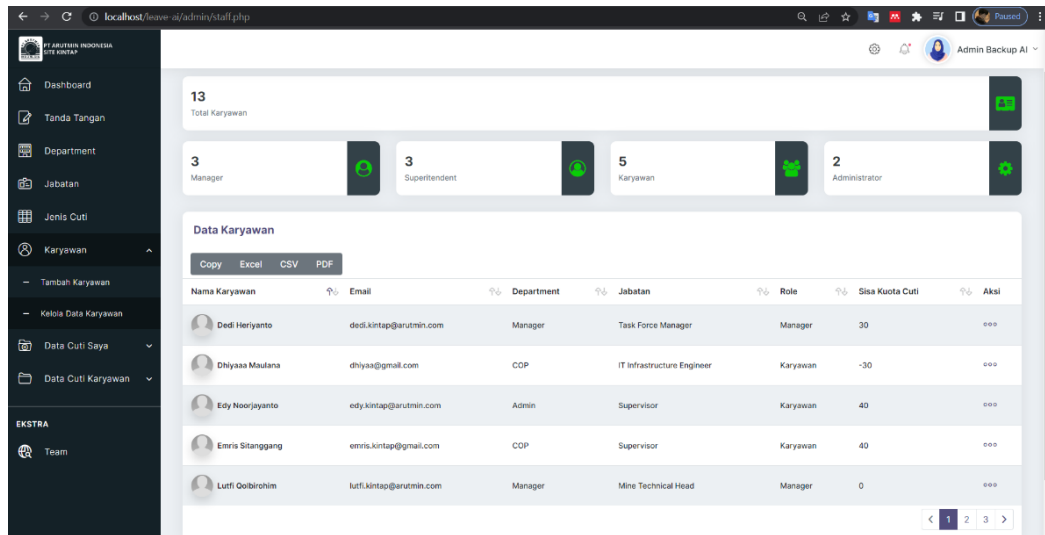 localhost/leave-ai/admin/staff.php
Paused
PT ARUTMIN INDONESIA
SITE KINTAP
Admin Backup AI
Dashboard
Tanda Tangan
Department
Jabatan
Jenis Cuti
Karyawan
Tambah Karyawan
Kelola Data Karyawan
Data Cuti Saya
Data Cuti Karyawan
EKSTRA
Team
13
Total Karyawan
3
Manager
3
Superitendent
5
Karyawan
2
Administrator
Data Karyawan
Copy Excel CSV PDF
Nama Karyawan Email Department Jabatan Role Sisa Kuota Cuti Aksi
Dedi Heriyanto dedi.kintap@arutmin.com Manager Task Force Manager Manager 30
Dhiyaaa Maulana dhiyaa@gmail.com COP IT Infrastructure Engineer Karyawan -30
Edy Noorjayanto edy.kintap@arutmin.com Admin Supervisor Karyawan 40
Emris Sitanggang emris.kintap@gmail.com COP Supervisor Karyawan 40
Lutfi Qolbirohim lutfi.kintap@arutmin.com Manager Mine Technical Head Manager 0
< 1 2 3 >